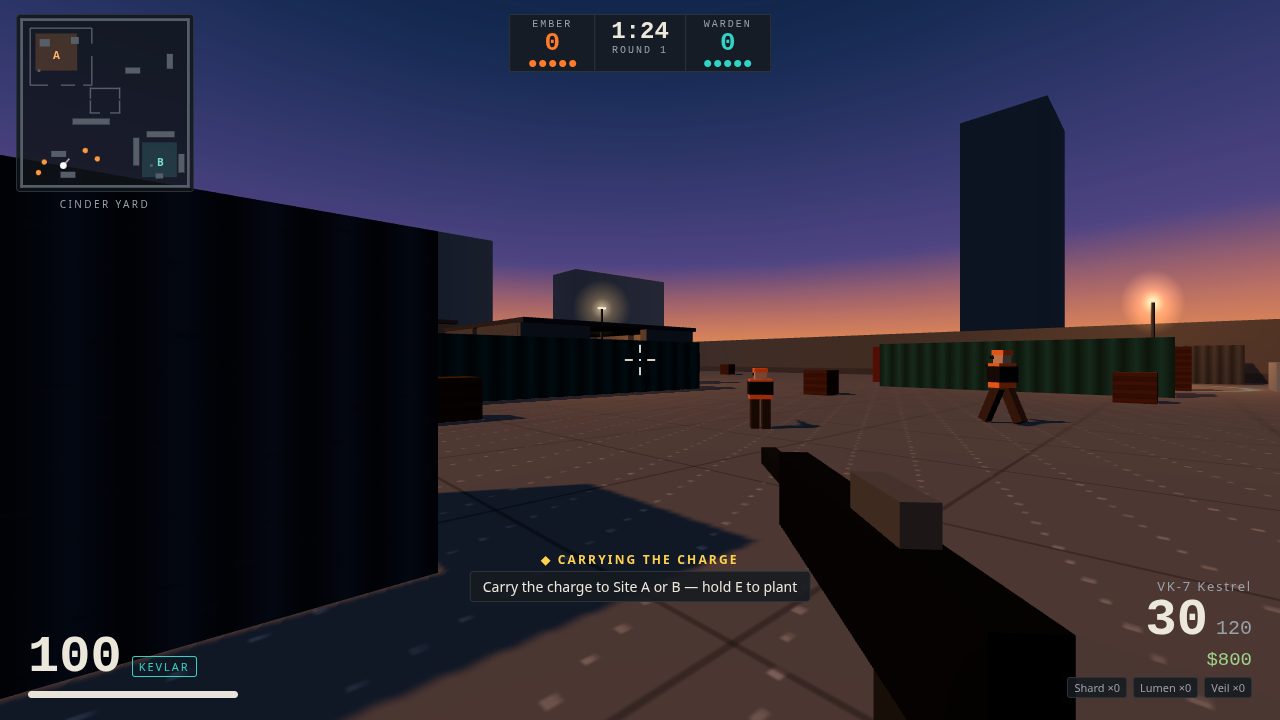 A
B
CINDER YARD
EMBER
0
1:24
ROUND 1
WARDEN
0
◆ CARRYING THE CHARGE
Carry the charge to Site A or B — hold E to plant
100 KEVLAR
VK-7 Kestrel
30 120
$800
Shard ×0 Lumen ×0 Veil ×0